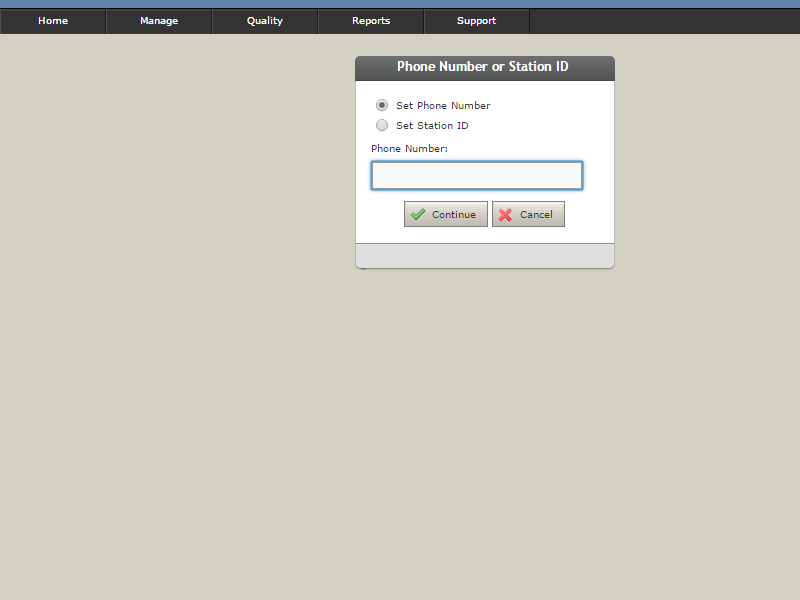 Home Manage Quality Reports Support
Phone Number or Station ID
Set Phone Number
Set Station ID
Phone Number:
Continue Cancel